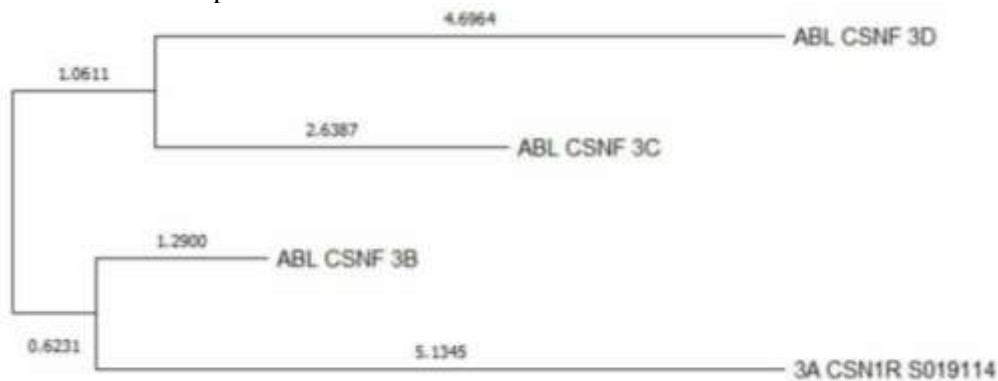 4.6964
ABL CSNF 3D
1.0611
2.6387
ABL CSNF 3C
1.2900
ABL CSNF 3B
0.6231
5.1345
3A CSN1R S019114